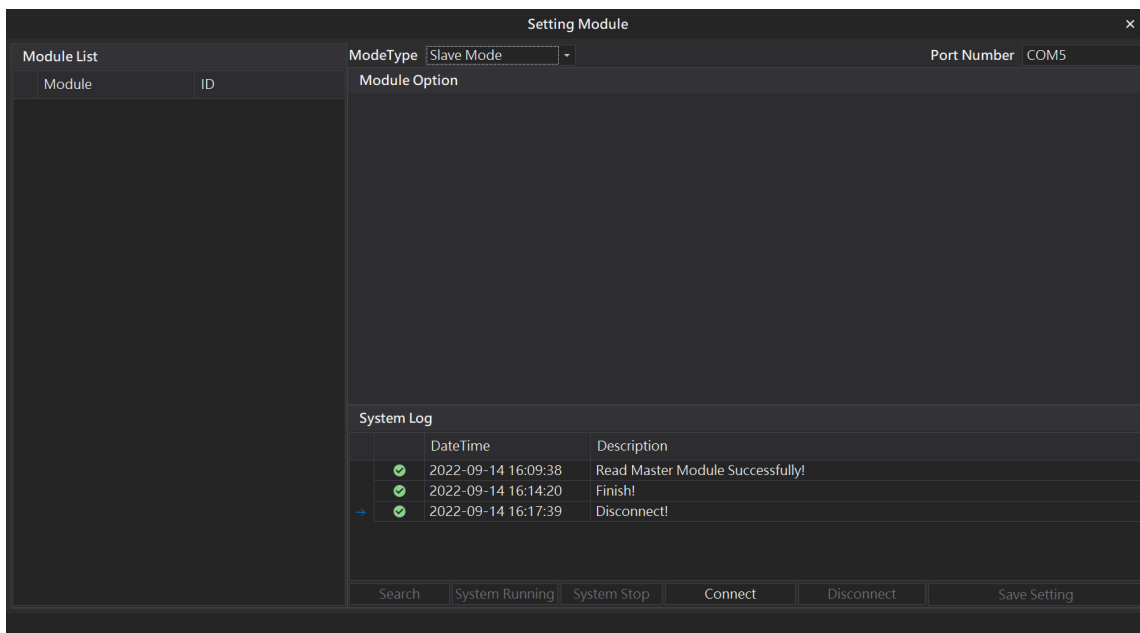 Setting Module
Module List
Module ID
ModeType Slave Mode Port Number COM5
Module Option
System Log
DateTime Description
2022-09-14 16:09:38 Read Master Module Successfully!
2022-09-14 16:14:20 Finish!
2022-09-14 16:17:39 Disconnect!
Search System Running System Stop Connect Disconnect Save Setting